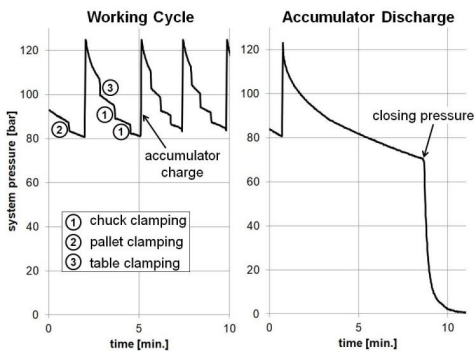 Working Cycle
Accumulator Discharge
system pressure [bar]
120
100
80
60
40
20
0
3
2
1
1
accumulator
charge
1 chuck clamping
2 pallet clamping
3 table clamping
0
5
10
time [min.]
120
100
80
60
40
20
0
closing pressure
0
5
10
time [min.]